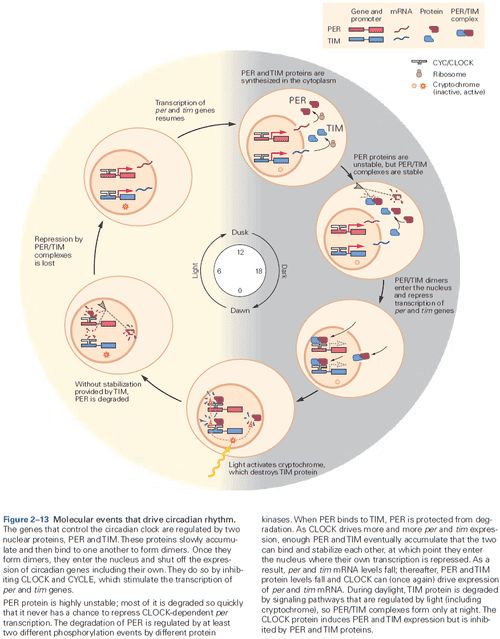 Gene and
promoter
mRNA
Protein
PER/TIM
complex
PER
TIM
CYC/CLOCK
Ribosome
Cryptochrome
(inactive, active)
PER and TIM proteins are
synthesized in the cytoplasm
Transcription of
per and tim genes
resumes
PER
TIM
PER proteins are
unstable, but PER/TIM
complexes are stable
Repression by
PER/TIM
complexes
is lost
Dusk
12
Light
6
18
Dark
0
Dawn
PER/TIM dimers
enter the nucleus
and repress
transcription of
per and tim genes
Without stabilization
provided by TIM,
PER is degraded
Light activates cryptochrome,
which destroys TIM protein
Figure 2–13 Molecular events that drive circadian rhythm.
The genes that control the circadian clock are regulated by two
nuclear proteins, PER and TIM. These proteins slowly accumu-
late and then bind to one another to form dimers. Once they
form dimers, they enter the nucleus and shut off the expres-
sion of circadian genes including their own. They do so by inhi-
biting CLOCK and CYCLE, which stimulate the transcription of
per and tim genes.
PER protein is highly unstable; most of it is degraded so quickly
that it never has a chance to repress CLOCK-dependent per
transcription. The degradation of PER is regulated by at least
two different phosphorylation events by different protein
kinases. When PER binds to TIM, PER is protected from deg-
radation. As CLOCK drives more and more per and tim expres-
sion, enough PER and TIM eventually accumulate that the two
can bind and stabilize each other, at which point they enter
the nucleus where their own transcription is repressed. As a
result, per and tim mRNA levels fall; thereafter, PER and TIM
protein levels fall and CLOCK can (once again) drive expression
of per and tim mRNA. During daylight, TIM protein is degraded
by signaling pathways that are regulated by light (including
cryptochrome), so PER/TIM complexes form only at night. The
CLOCK protein induces PER and TIM expression but is inhib-
ited by PER and TIM proteins.